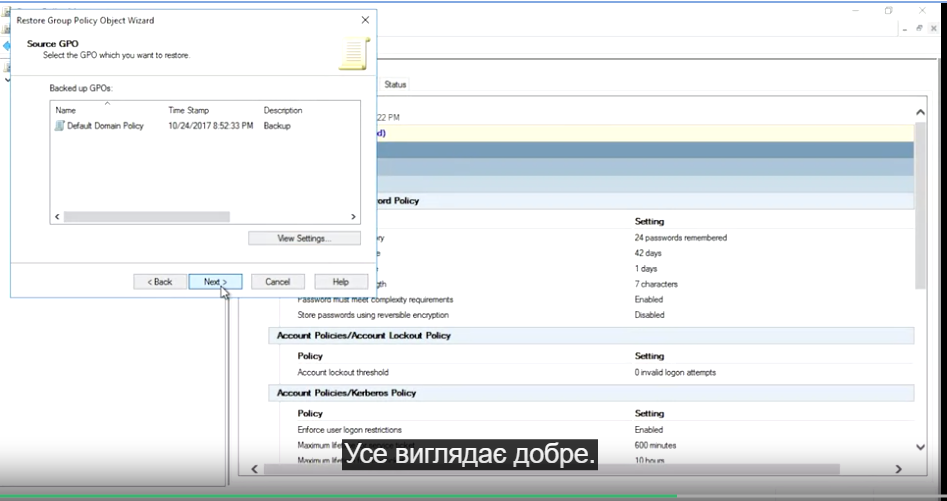 Restore Group Policy Object Wizard
Source GPO
Select the GPO which you want to restore.
Backed up GPOs:
Name Time Stamp Description
Default Domain Policy 10/24/2017 8:52:33 PM Backup
View Settings...
< Back Next > Cancel Help
Status
22 PM
d)
ord Policy
Setting
ry 24 passwords remembered
e 42 days
1 days
gth 7 characters
Password must meet complexity requirements Enabled
Store passwords using reversible encryption Disabled
Account Policies/Account Lockout Policy
Policy Setting
Account lockout threshold 0 invalid logon attempts
Account Policies/Kerberos Policy
Policy Setting
Enforce user logon restrictions Enabled
Maximum 600 minutes
Maximum 10 hours
Усе виглядає добре.